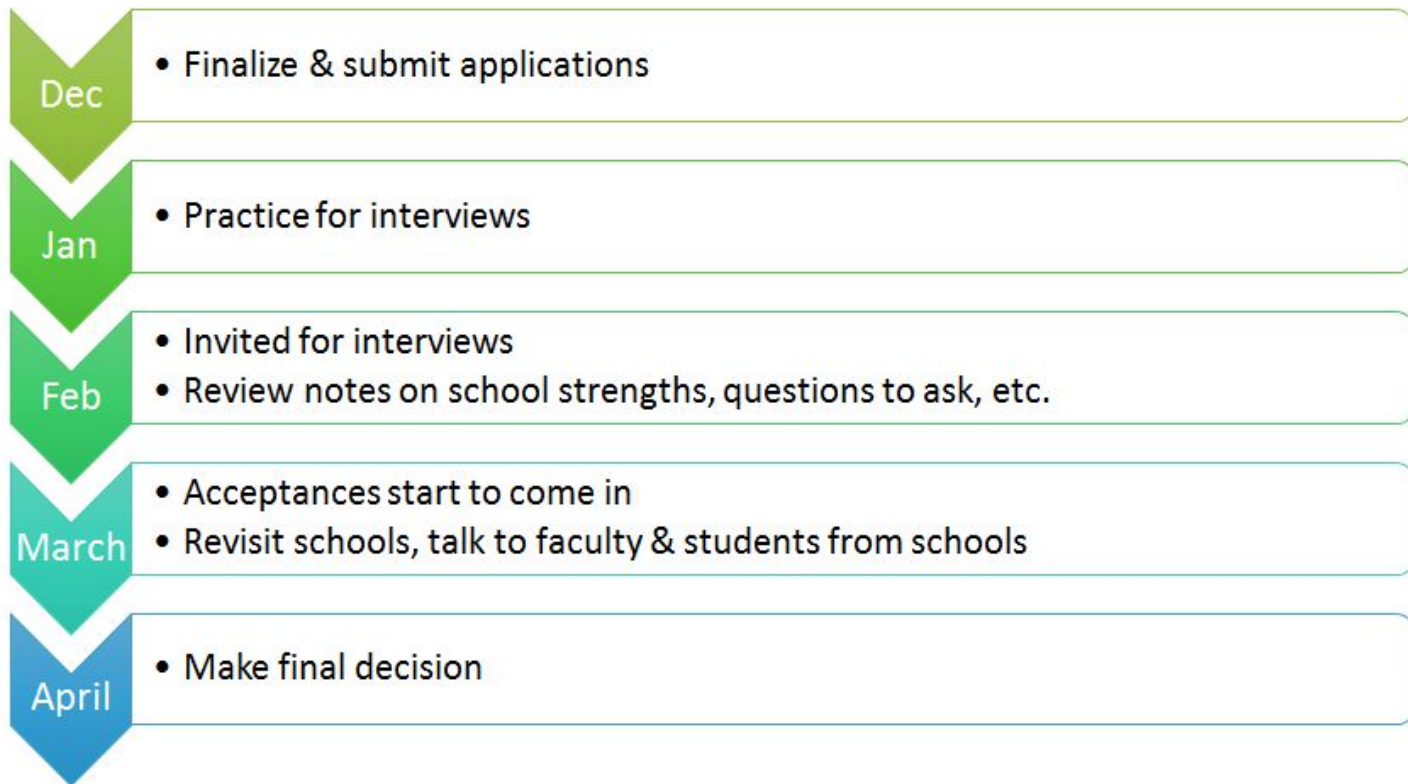 Dec
• Finalize & submit applications
Jan
• Practice for interviews
Feb
• Invited for interviews
• Review notes on school strengths, questions to ask, etc.
March
• Acceptances start to come in
• Revisit schools, talk to faculty & students from schools
April
• Make final decision